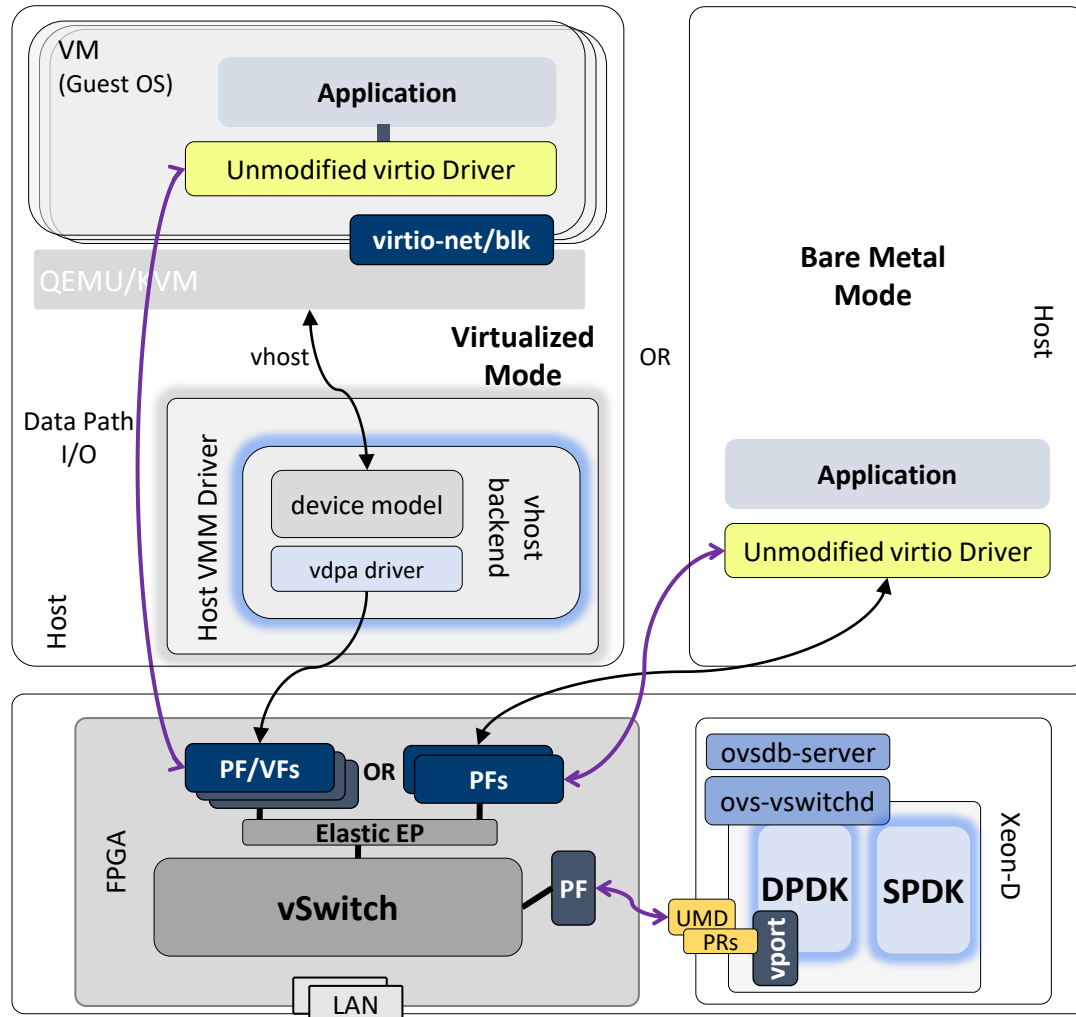 VM
(Guest OS)
Application
Unmodified virtio Driver
virtio-net/blk
QEMU/KVM
Virtualized
Mode
vhost
Data Path
I/O
Host VMM Driver
device model
vdpa driver
vhost
backend
Host
OR
Bare Metal
Mode
Host
Application
Unmodified virtio Driver
PF/VFs
OR
PFs
Elastic EP
FPGA
vSwitch
PF
LAN
ovsdb-server
ovs-vswitchd
Xeon-D
DPDK
SPDK
UMD
PRs
vport